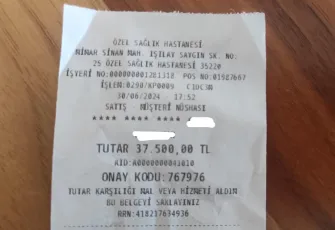 ÖZEL SAĞLIK HASTANESİ
MİMAR SİNAN MAH. IŞILAY SAYGIN SK. NO:
25 ÖZEL SAĞLIK HASTANESİ 35220
İŞYERİ NO:000000001281318 POS NO:01987667
İŞLEM:0290/KP0009 C1DC3M
30/06/2024 - 17:52
SATIŞ MÜŞTERİ NÜSHASI
**** **** ****
TUTAR 37.500,00 TL
AID:A0000000041010
ONAY KODU:767976
TUTAR KARŞILIĞI MAL VEYA HİZMETİ ALDIM
BU BELGEYİ SAKLAYINIZ
RRN:418217634936